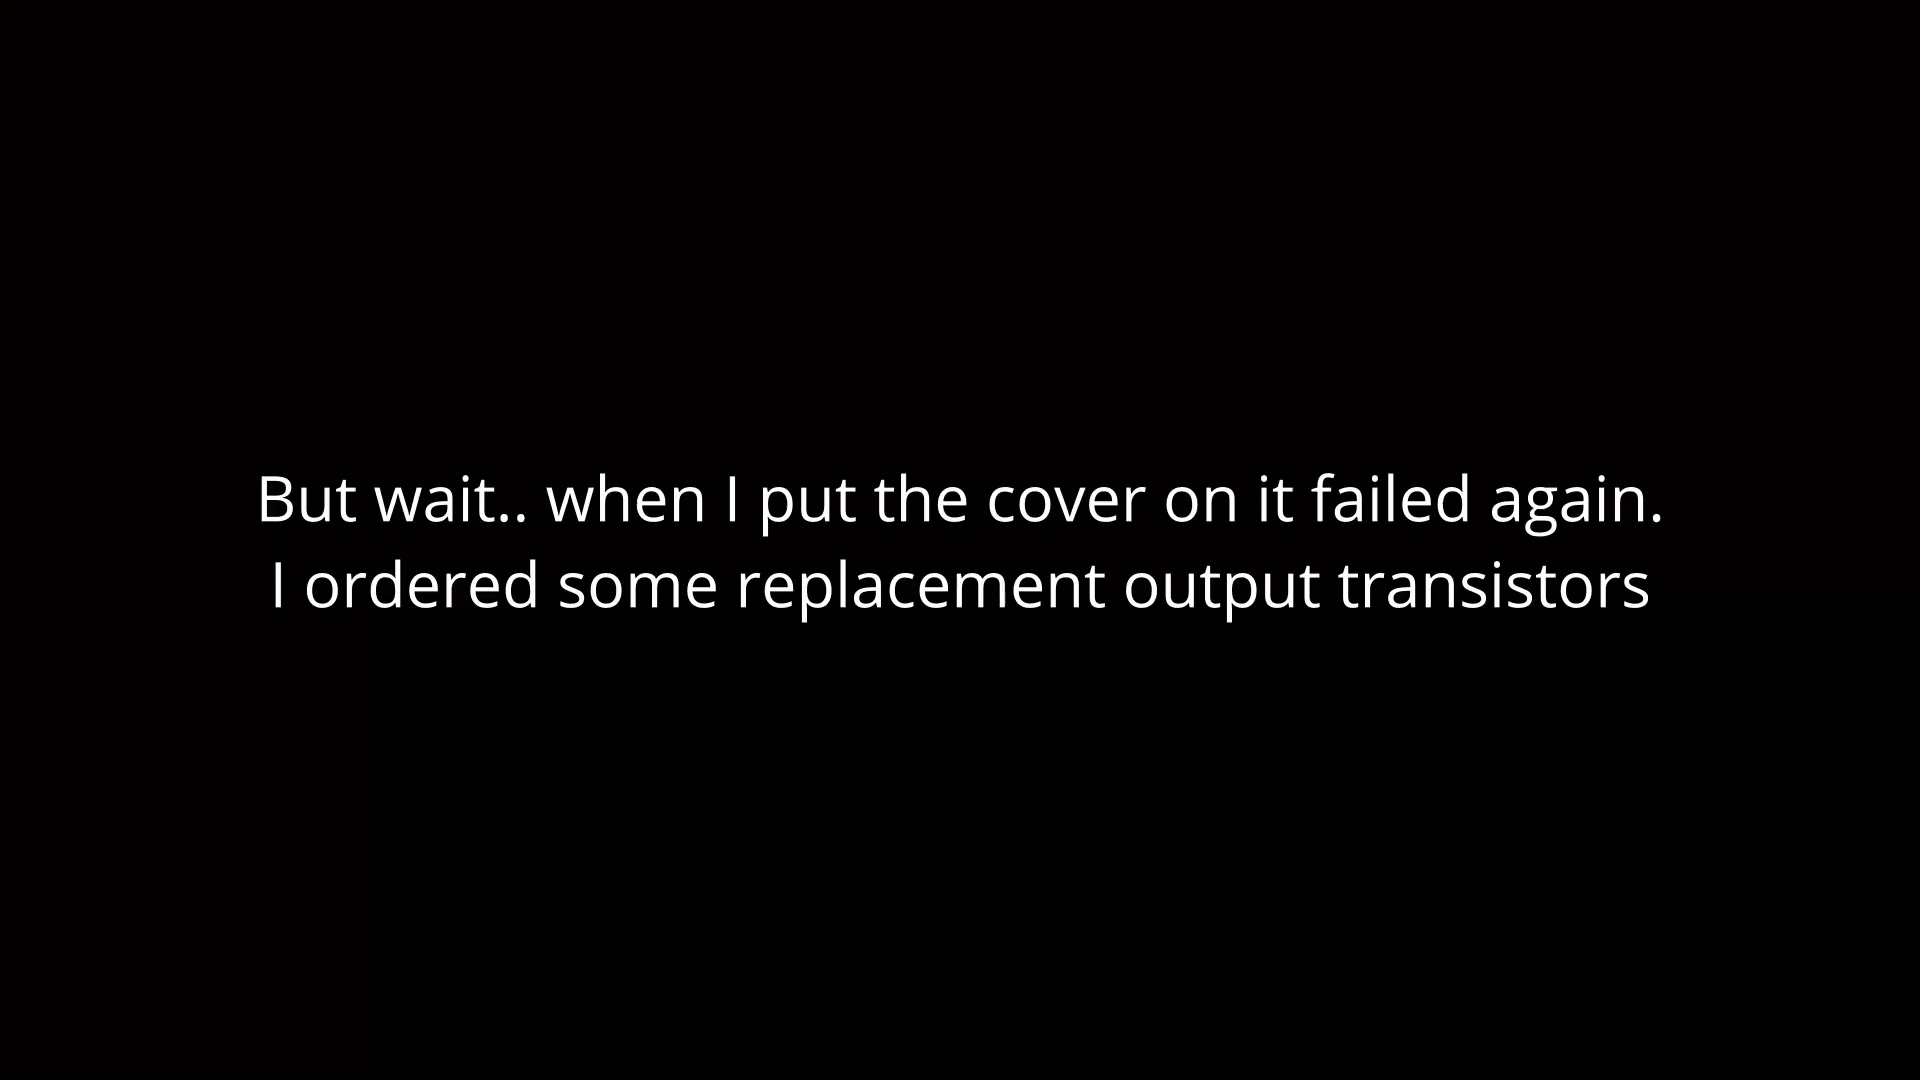 But wait.. when I put the cover on it failed again.
I ordered some replacement output transistors